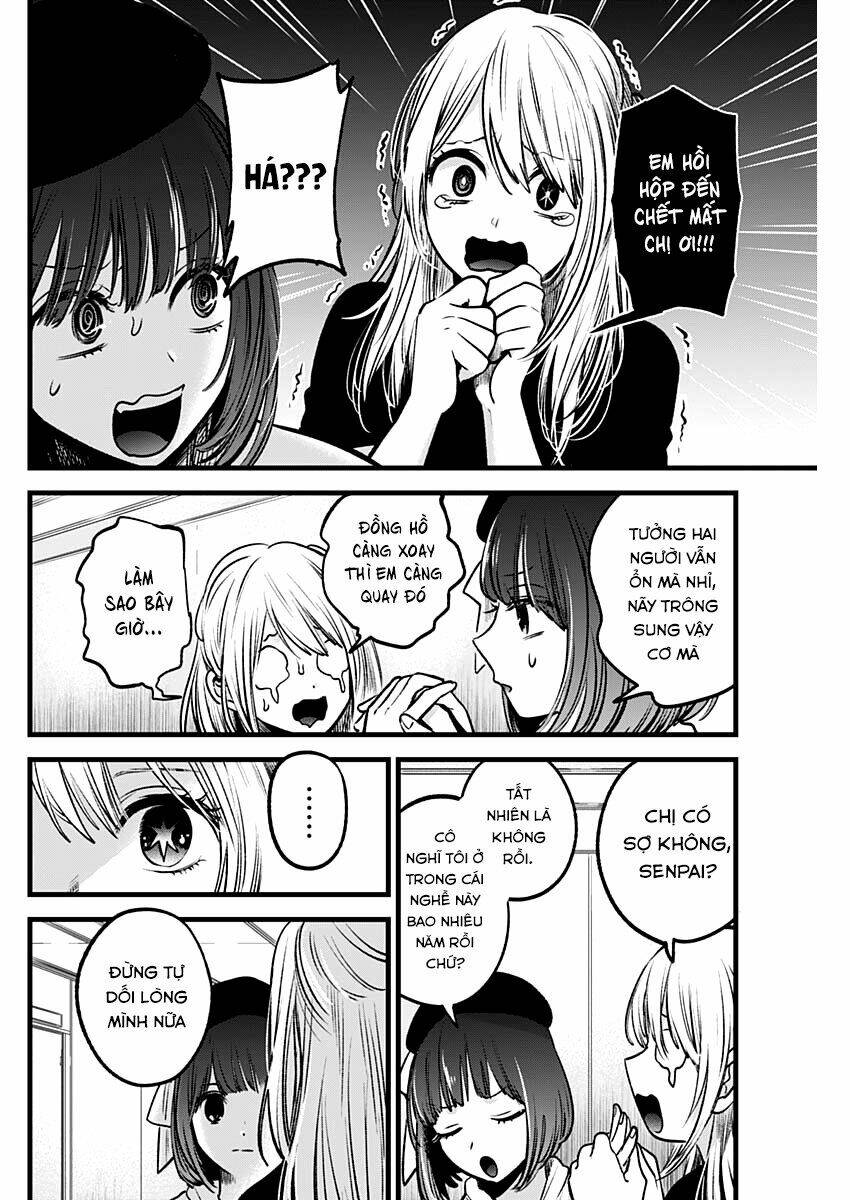 EM HỒI
HỘP ĐẾN
CHẾT MẤT
CHỊ ƠI!!!
HÁ???
TƯỞNG HAI
NGƯỜI VẪN
ỔN MÀ NHỈ,
NÃY TRÔNG
SUNG VẬY
CƠ MÀ
ĐỒNG HỒ
CÀNG XOAY
THÌ EM CÀNG
QUAY ĐÓ
LÀM
SAO BÂY
GIỜ...
CHỊ CÓ
SỢ KHÔNG,
SENPAI?
TẤT
NHIÊN LÀ
KHÔNG
RỒI.
CÔ
NGHĨ TÔI Ở
TRONG CÁI
NGHỀ NÀY
BAO NHIÊU
NĂM RỒI
CHỨ?
......
ĐỪNG TỰ
DỐI LÒNG
MÌNH NỮA